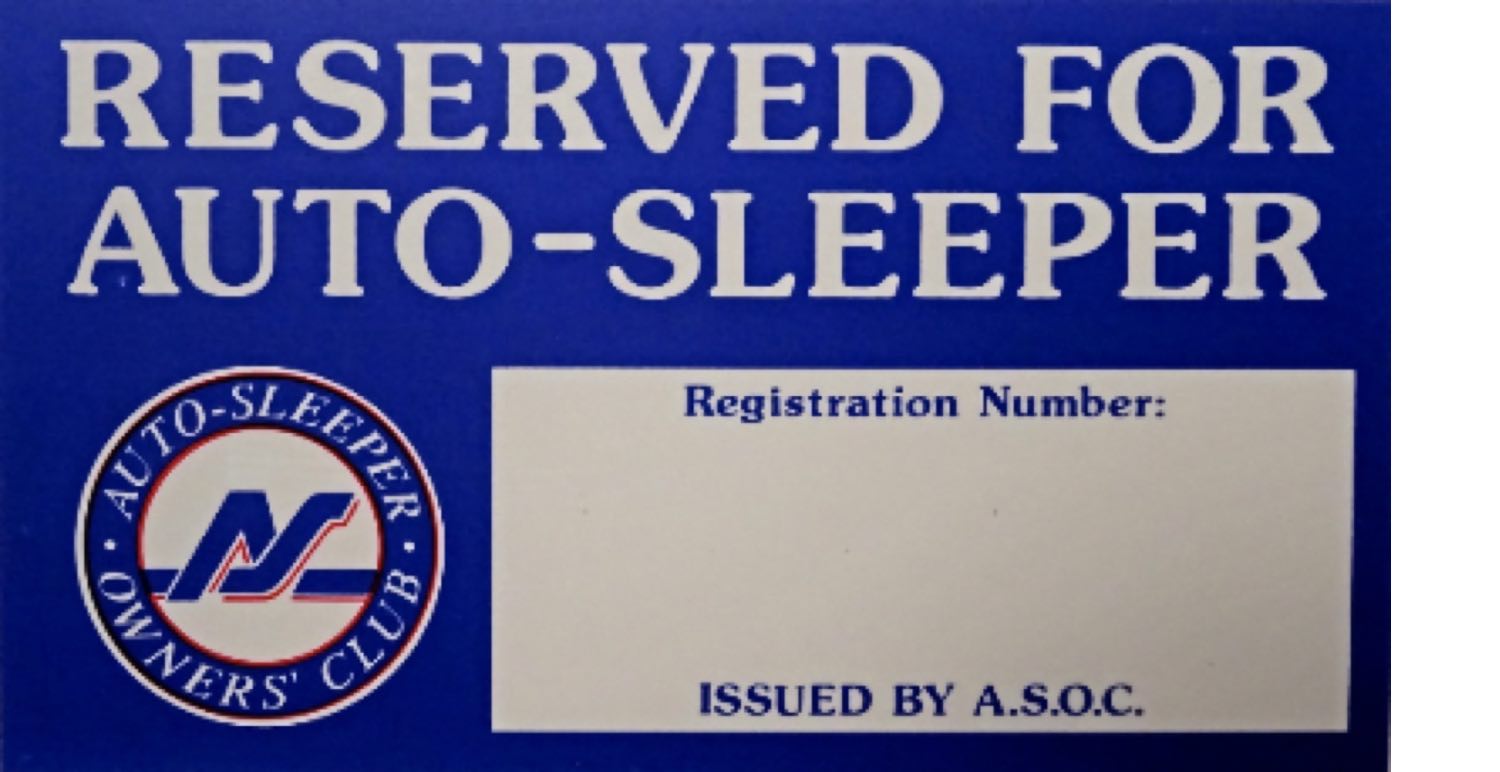 RESERVED FOR
AUTO-SLEEPER
AUTO-SLEEPER
• OWNERS' CLUB •
Registration Number:
ISSUED BY A.S.O.C.